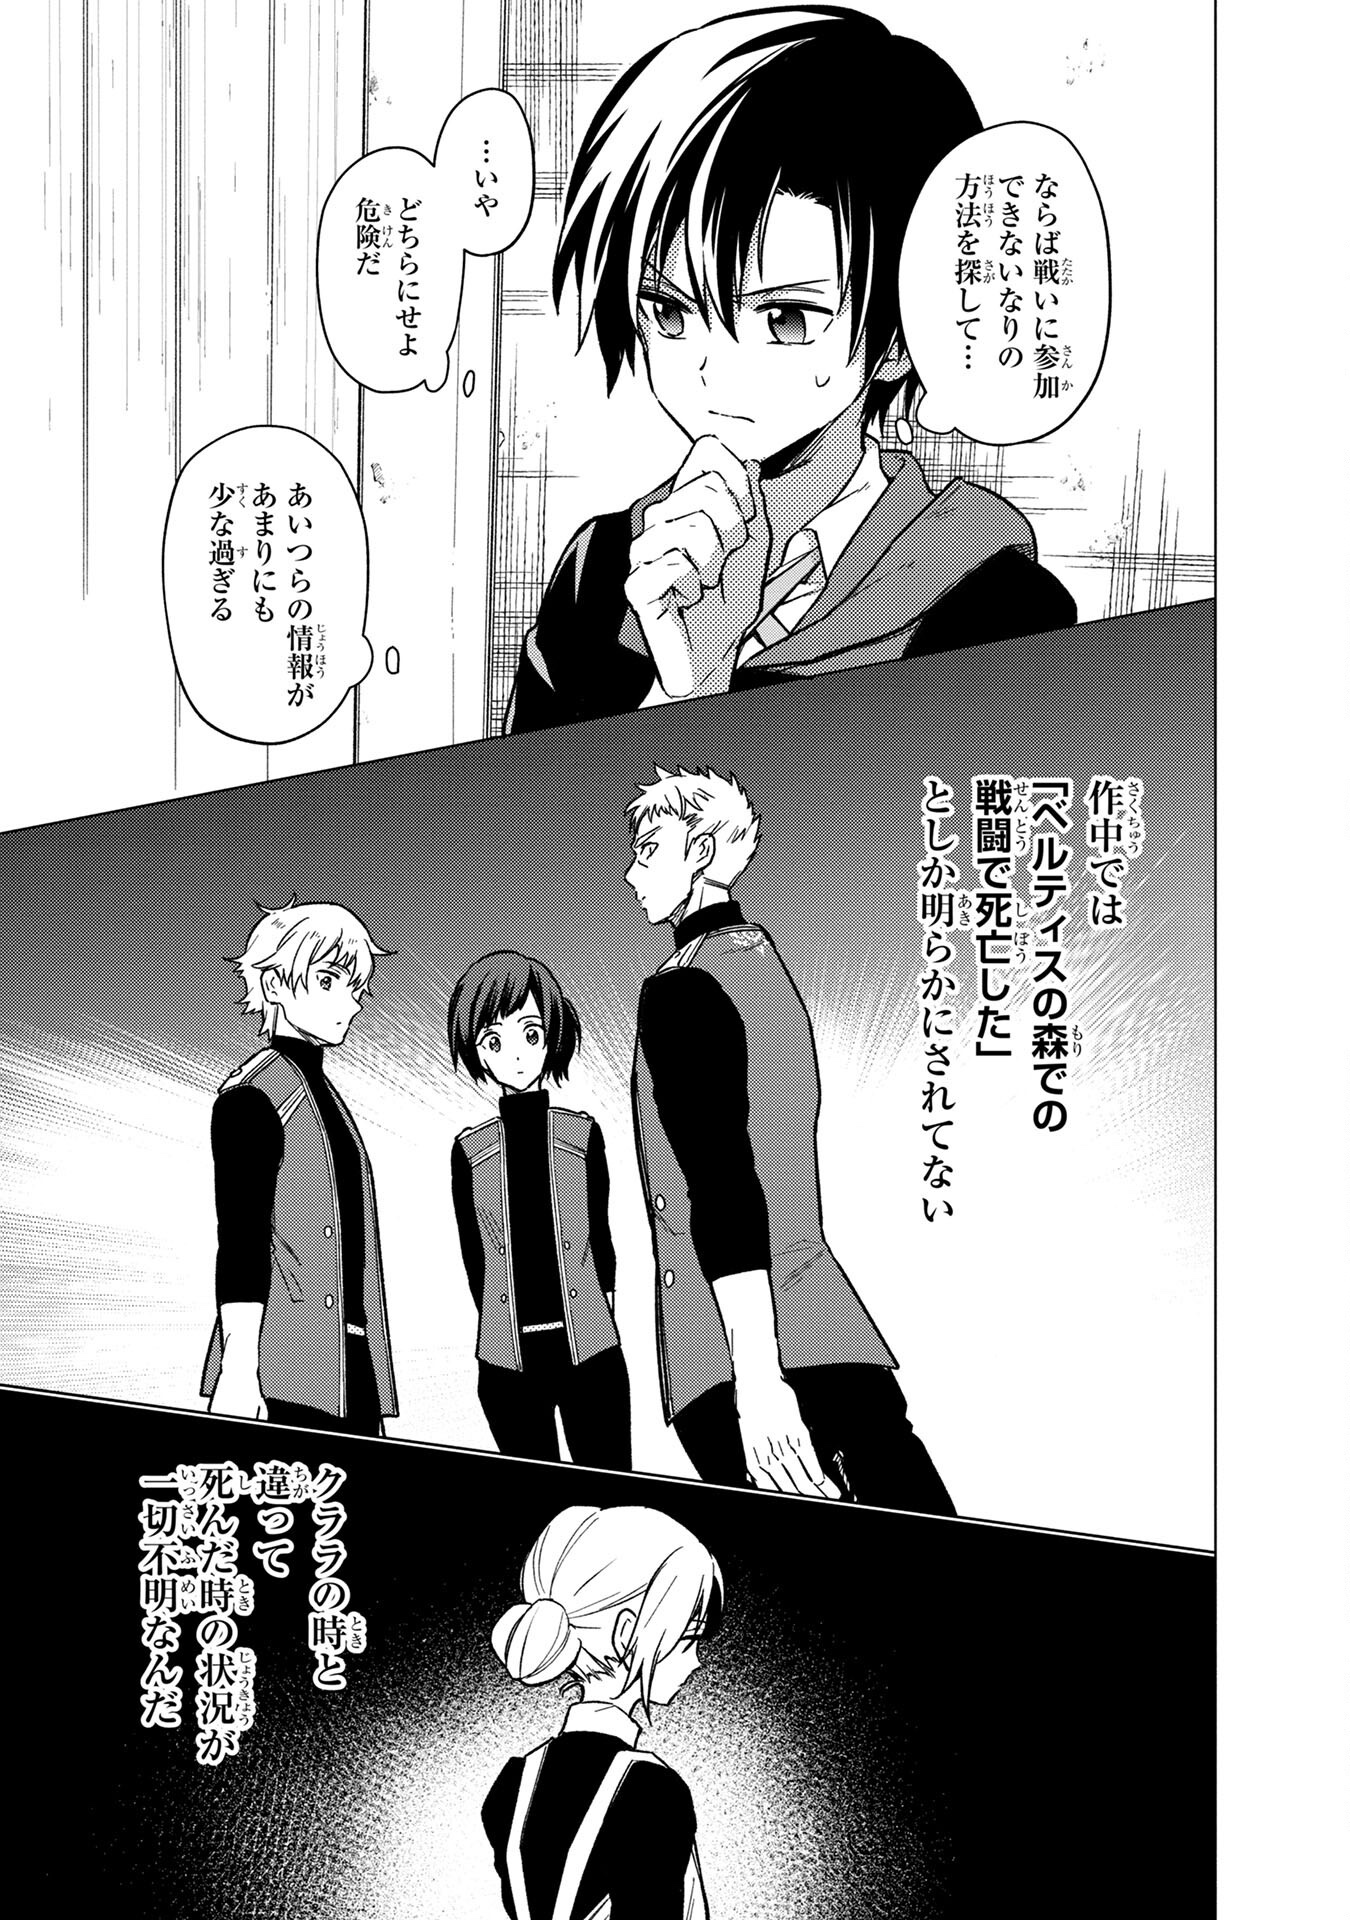 ならば戦いに参加
できないなりの
方法を探して…
…いや
どちらにせよ
危険だ
あいつらの情報が
あまりにも
少な過ぎる
作中では
「ベルティスの森での
戦闘で死亡した」
としか明らかにされてない
クララの時と
違って
死んだ時の状況が
一切不明なんだ